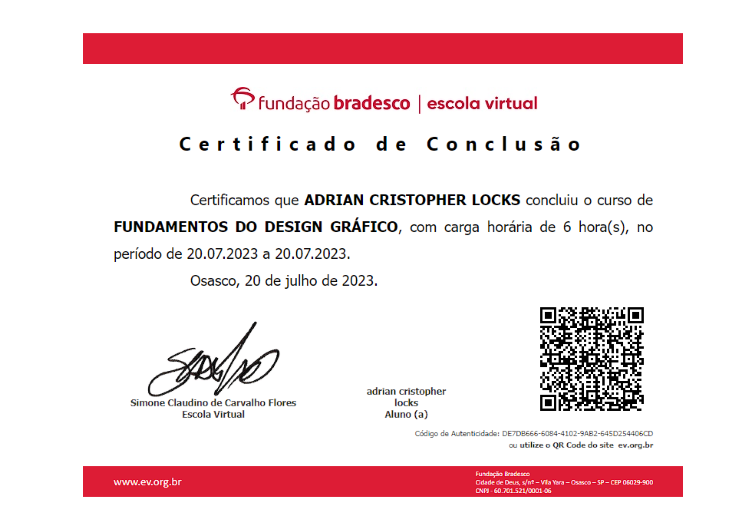 fundação bradesco | escola virtual
Certificado de Conclusão
Certificamos que ADRIAN CRISTOPHER LOCKS concluiu o curso de
FUNDAMENTOS DO DESIGN GRÁFICO, com carga horária de 6 hora(s), no
período de 20.07.2023 a 20.07.2023.
Osasco, 20 de julho de 2023.
Simone Claudino de Carvalho Flores
Escola Virtual
adrian cristopher
locks
Aluno (a)
Código de Autenticidade: DE7DB666-6084-4102-9AB2-645D254406CD
ou utilize o QR Code do site ev.org.br
www.ev.org.br
Fundação Bradesco
Cidade de Deus, s/nº – Vila Yara – Osasco – SP – CEP 06029-900
CNPJ - 60.701.521/0001-06